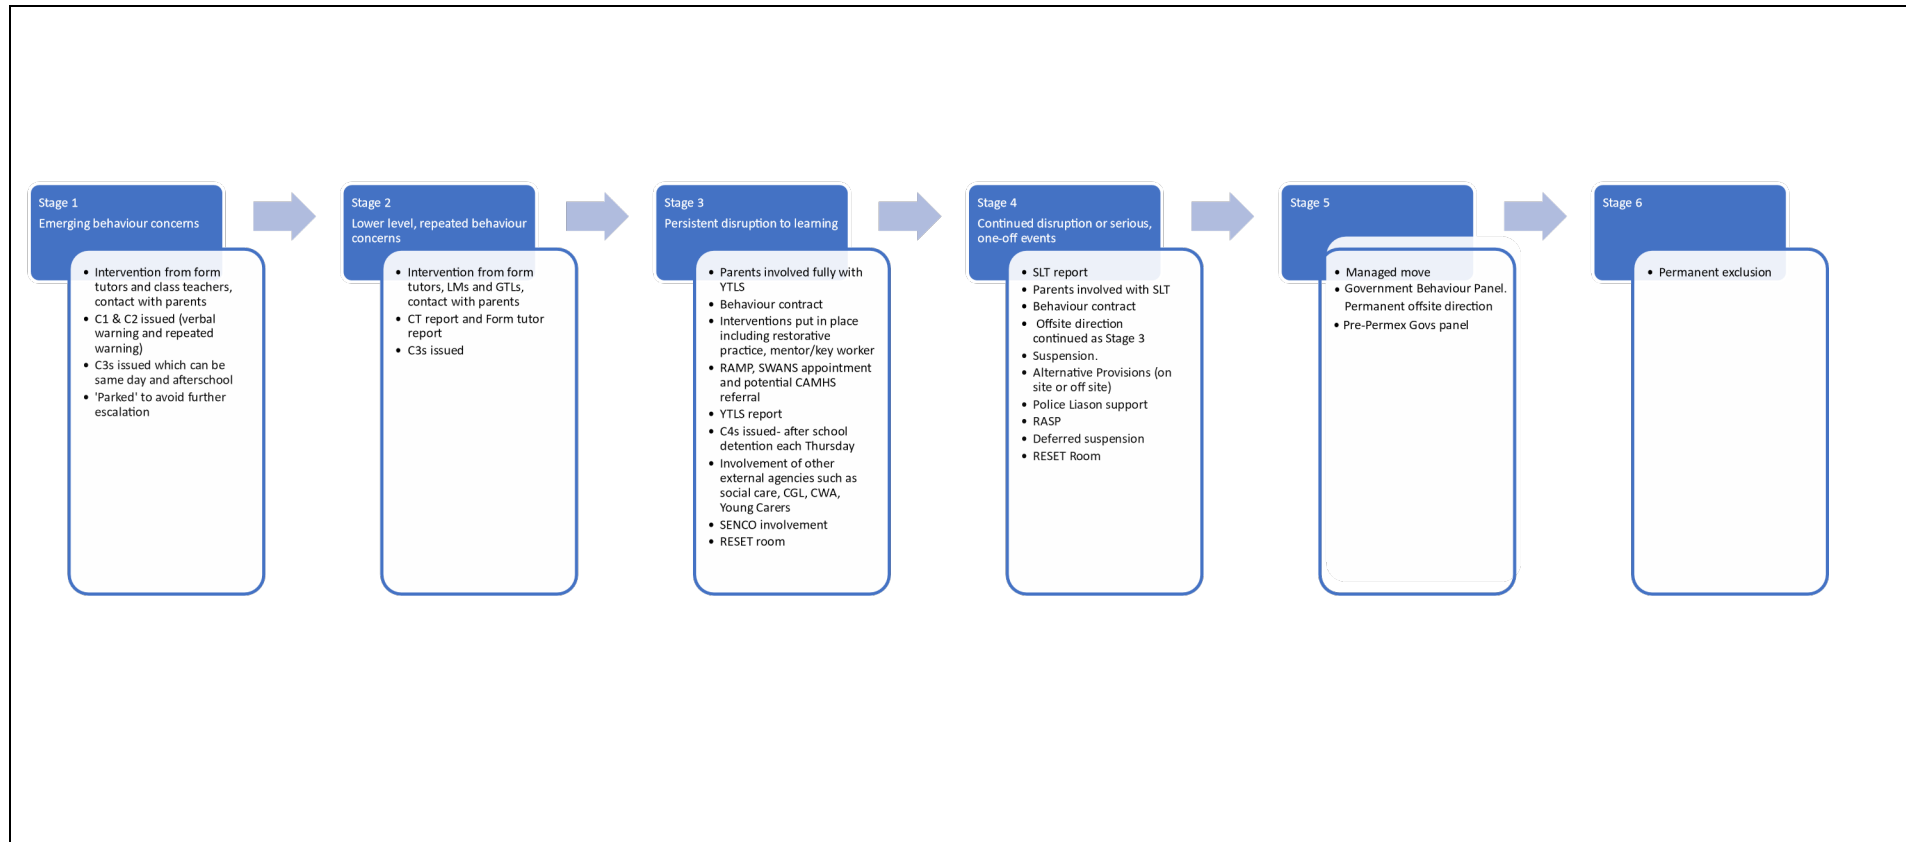 Stage 1
Emerging behaviour concerns
• Intervention from form
tutors and class teachers,
contact with parents
• C1 & C2 issued (verbal
warning and repeated
warning)
• C3s issued which can be
same day and afterschool
• 'Parked' to avoid further
escalation
Stage 2
Lower level, repeated behaviour
concerns
• Intervention from form
tutors, LMs and GTLs,
contact with parents
• CT report and Form tutor
report
• C3s issued
Stage 3
Persistent disruption to learning
• Parents involved fully with
YTLS
• Behaviour contract
• Interventions put in place
including restorative
practice, mentor/key worker
• RAMP, SWANS appointment
and potential CAMHS
referral
• YTLS report
• C4s issued- after school
detention each Thursday
• Involvement of other
external agencies such as
social care, CGL, CWA,
Young Carers
• SENCO involvement
• RESET room
Stage 4
Continued disruption or serious,
one-off events
• SLT report
• Parents involved with SLT
• Behaviour contract
• Offsite direction
continued as Stage 3
• Suspension.
• Alternative Provisions (on
site or off site)
• Police Liason support
• RASP
• Deferred suspension
• RESET Room
Stage 5
• Managed move
• Government Behaviour Panel.
Permanent offsite direction
• Pre-Permex Govs panel
Stage 6
• Permanent exclusion